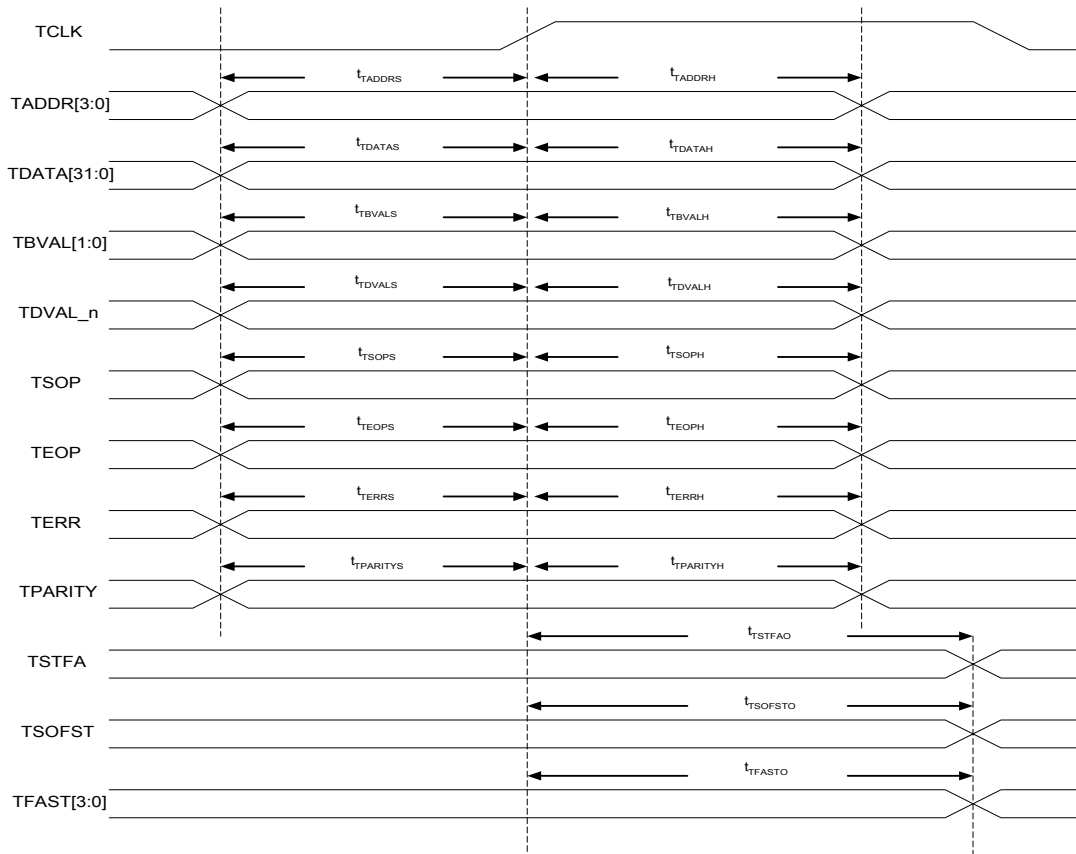 TCLK
tTADDRS tTADDRH
TADDR[3:0]
tTDATAS tTDATAH
TDATA[31:0]
tTBVALS tTBVALH
TBVAL[1:0]
tTDVALS tTDVALH
TDVAL_n
tTSOPS tTSOPH
TSOP
tTEOPS tTEOPH
TEOP
tTERRS tTERRH
TERR
tTPARITYS tTPARITYH
TPARITY
tTSTFAO
TSTFA
tTSOFSTO
TSOFST
tTFASTO
TFAST[3:0]